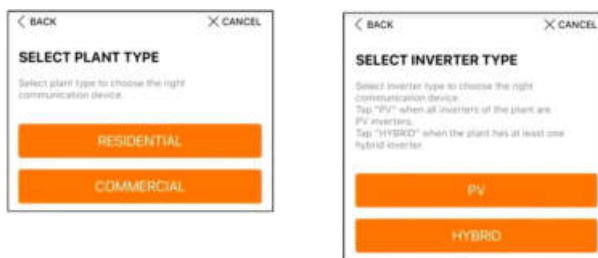 BACK
CANCEL
SELECT PLANT TYPE
Select plant type to choose the right
communication device.
RESIDENTIAL
COMMERCIAL
BACK
CANCEL
SELECT INVERTER TYPE
Select inverter type to choose the right
communication device.
Tap "PV" when all inverters of the plant are
PV inverters.
Tap "HYBRID" when the plant has at least one
hybrid inverter.
PV
HYBRID